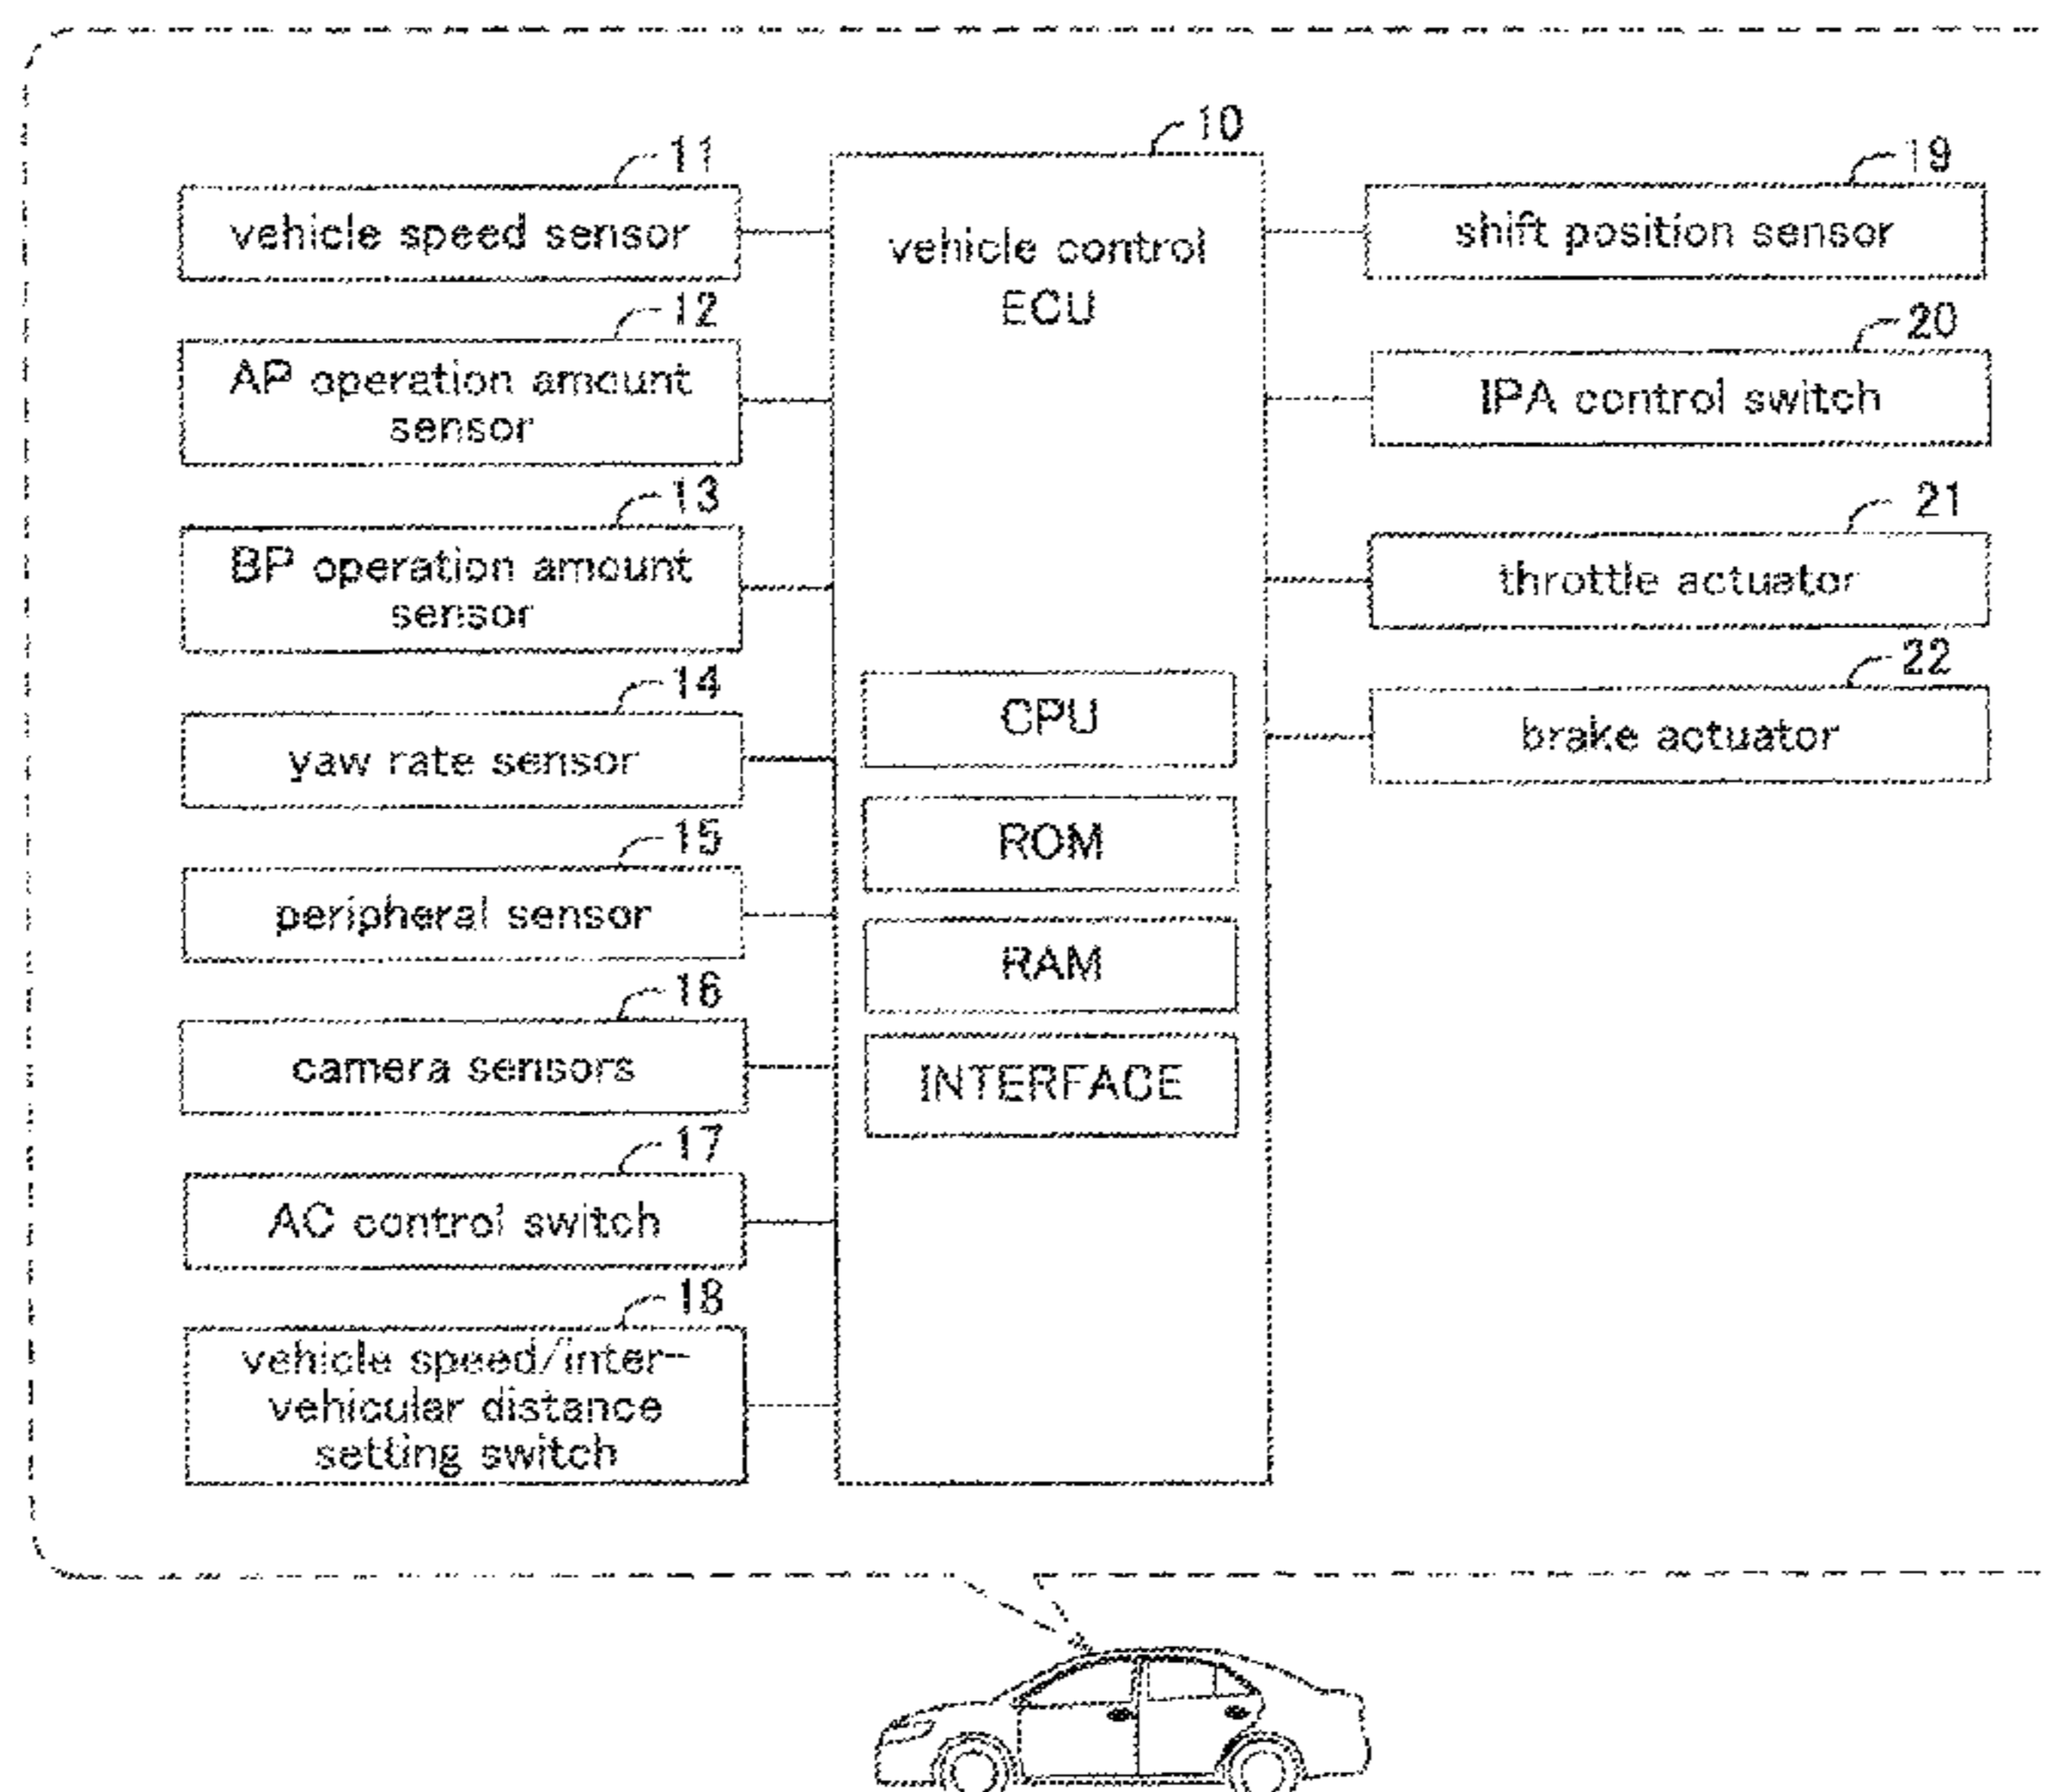 11
vehicle speed sensor
12
AP operation amount
sensor
13
BP operation amount
sensor
14
yaw rate sensor
15
peripheral sensor
16
camera sensors
17
AC control switch
18
vehicle speed/inter-
vehicular distance
setting switch
10
vehicle control
ECU
CPU
ROM
RAM
INTERFACE
19
shift position sensor
20
IPA control switch
21
throttle actuator
22
brake actuator